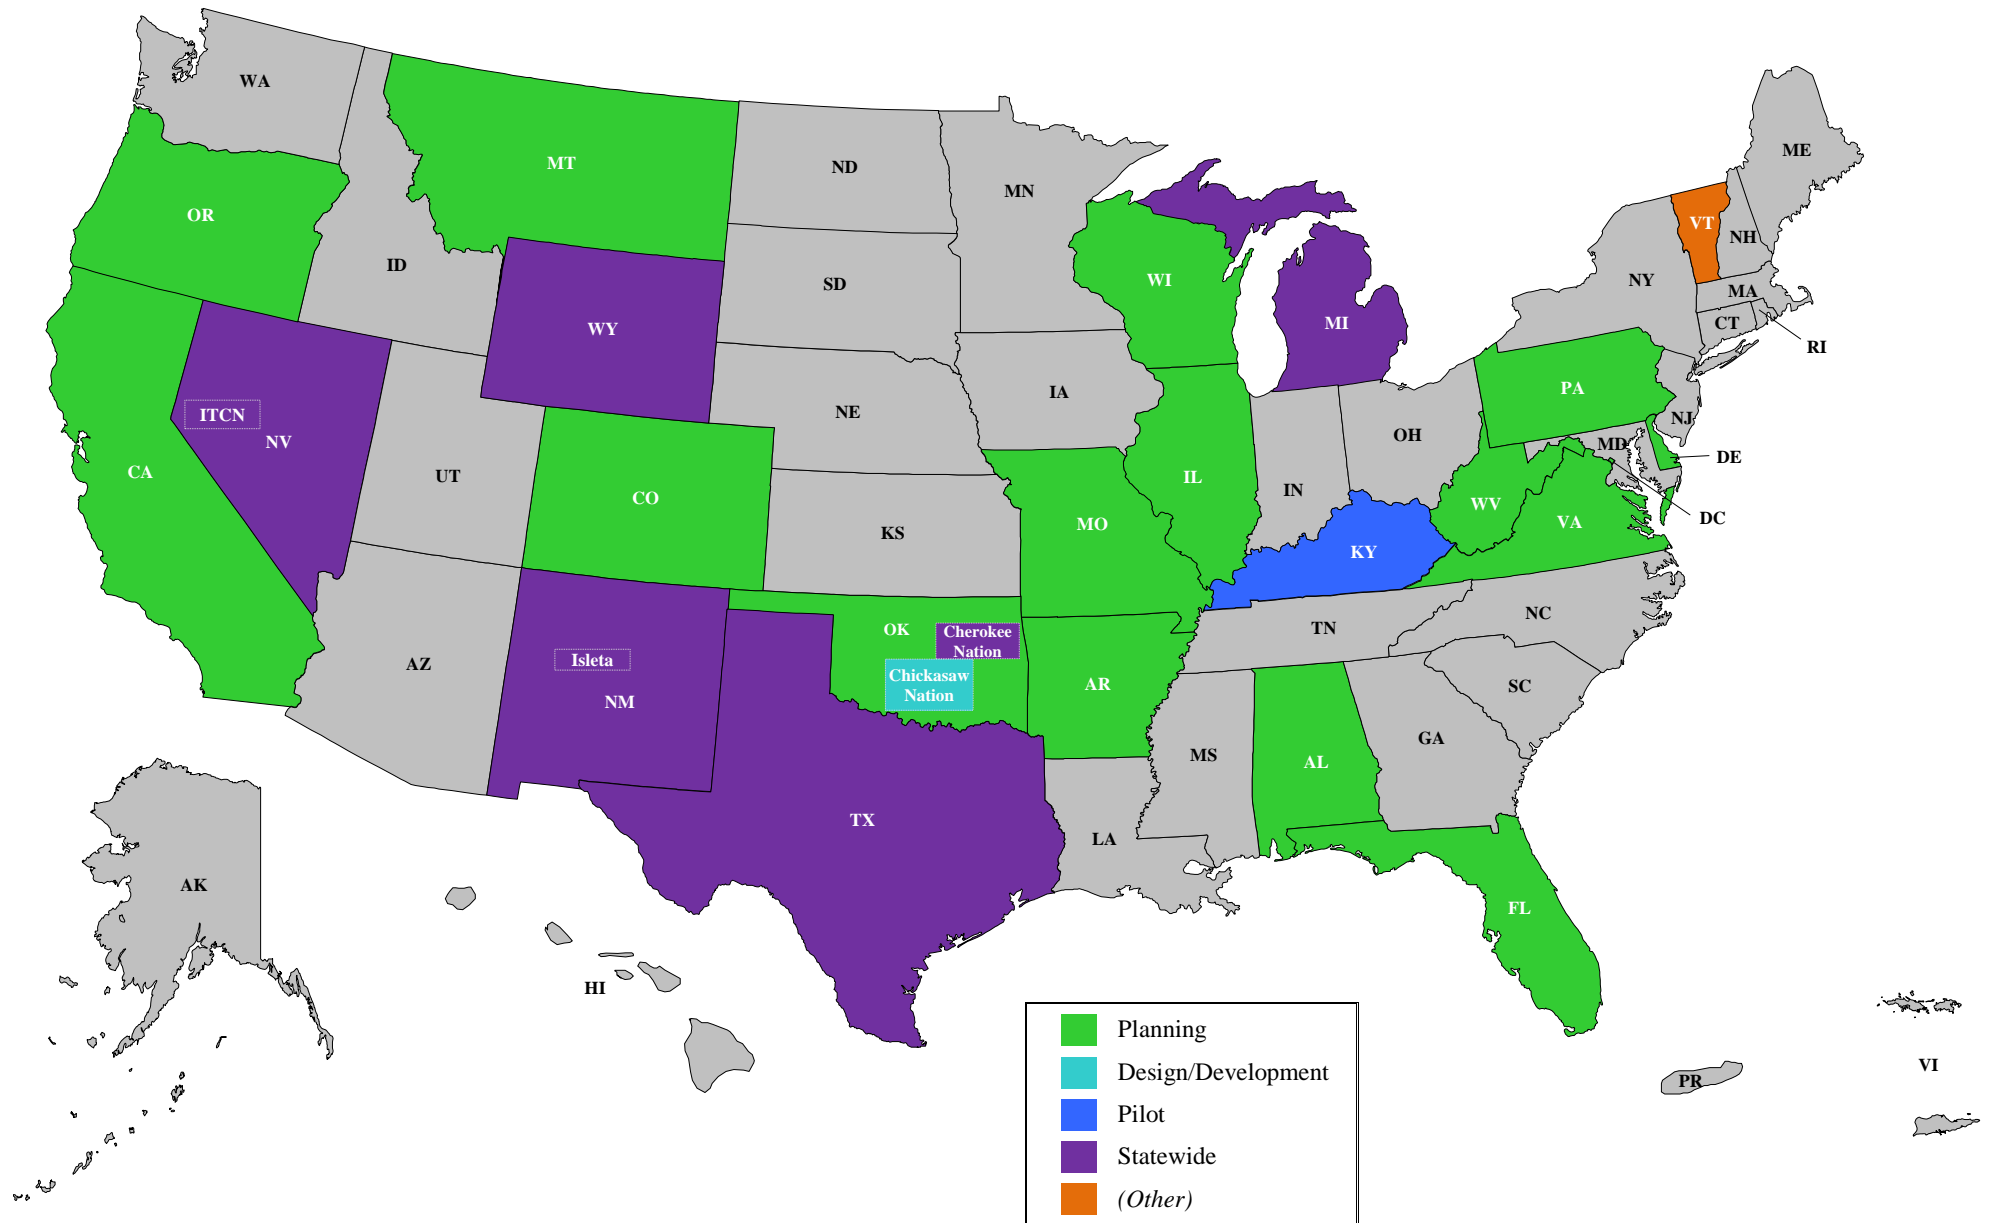 WA
MT
ND
MN
ME
OR
ID
SD
WI
MI
NY
VT
NH
MA
CT
RI
WY
IA
NE
PA
NJ
ITCN
NV
UT
CO
KS
MO
IL
IN
OH
MD
DE
DC
WV
VA
KY
CA
AZ
Isleta
NM
OK
Cherokee
Nation
Chickasaw
Nation
AR
TN
NC
SC
MS
AL
GA
TX
LA
FL
AK
HI
PR
VI
Planning
Design/Development
Pilot
Statewide
(Other)